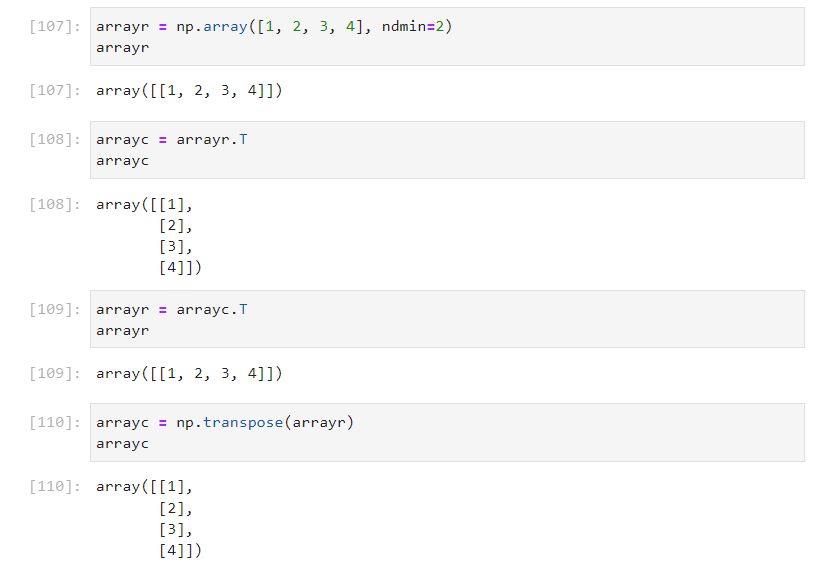 [107]: arrayr = np.array([1, 2, 3, 4], ndmin=2)
arrayr
[107]: array([[1, 2, 3, 4]])
[108]: arrayc = arrayr.T
arrayc
[108]: array([[1],
[2],
[3],
[4]])
[109]: arrayr = arrayc.T
arrayr
[109]: array([[1, 2, 3, 4]])
[110]: arrayc = np.transpose(arrayr)
arrayc
[110]: array([[1],
[2],
[3],
[4]])